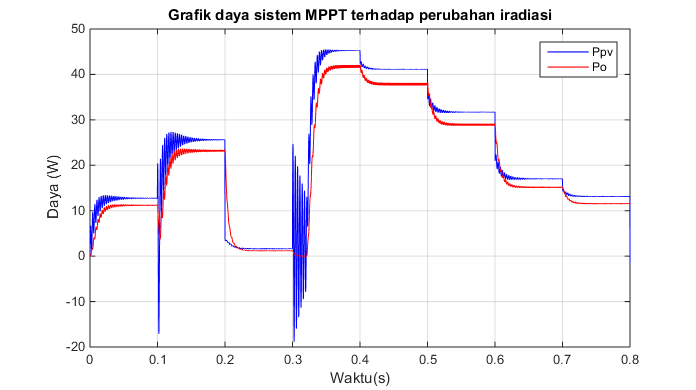 Grafik daya sistem MPPT terhadap perubahan iradiasi
50
40
30
20
10
0
-10
-20
Daya (W)
Ppv
Po
0 0.1 0.2 0.3 0.4 0.5 0.6 0.7 0.8
Waktu(s)